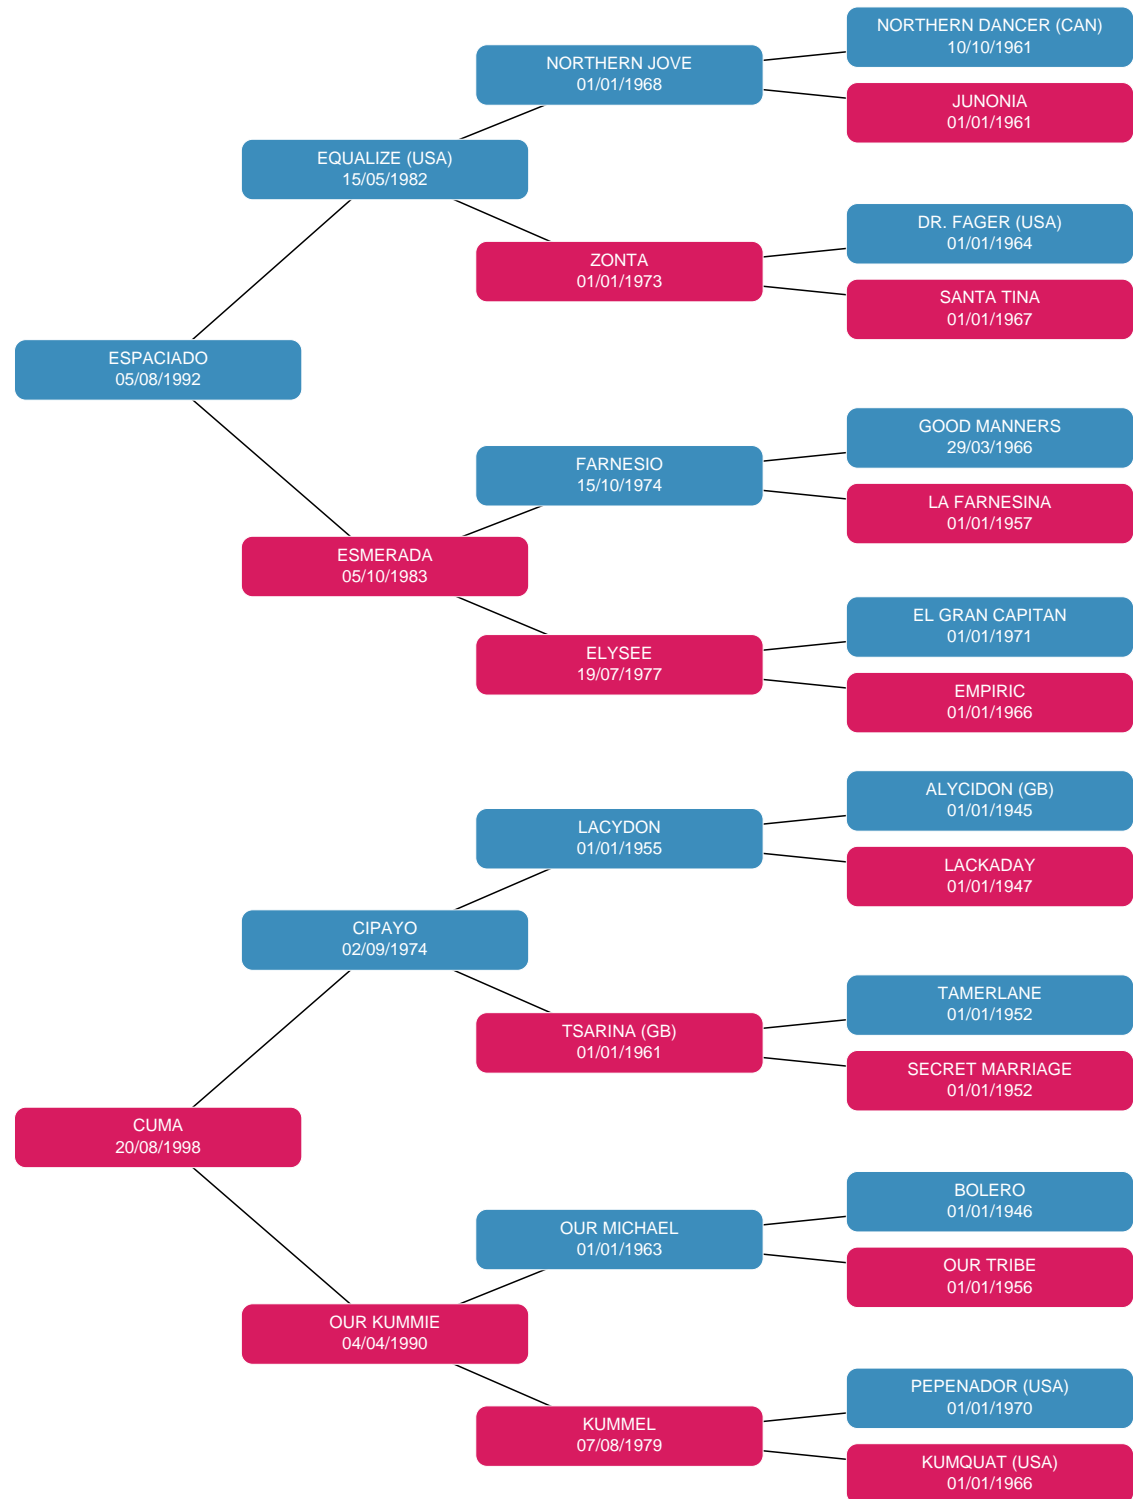 NORTHERN DANCER (CAN)
10/10/1961
NORTHERN JOVE
01/01/1968
JUNONIA
01/01/1961
EQUALIZE (USA)
15/05/1982
DR. FAGER (USA)
01/01/1964
ZONTA
01/01/1973
SANTA TINA
01/01/1967
ESPACIADO
05/08/1992
GOOD MANNERS
29/03/1966
FARNESIO
15/10/1974
LA FARNESINA
01/01/1957
ESMERADA
05/10/1983
EL GRAN CAPITAN
01/01/1971
ELYSEE
19/07/1977
EMPIRIC
01/01/1966
ALYCIDON (GB)
01/01/1945
LACYDON
01/01/1955
LACKADAY
01/01/1947
CIPAYO
02/09/1974
TAMERLANE
01/01/1952
TSARINA (GB)
01/01/1961
SECRET MARRIAGE
01/01/1952
CUMA
20/08/1998
BOLERO
01/01/1946
OUR MICHAEL
01/01/1963
OUR TRIBE
01/01/1956
OUR KUMMIE
04/04/1990
PEPENADOR (USA)
01/01/1970
KUMMEL
07/08/1979
KUMQUAT (USA)
01/01/1966